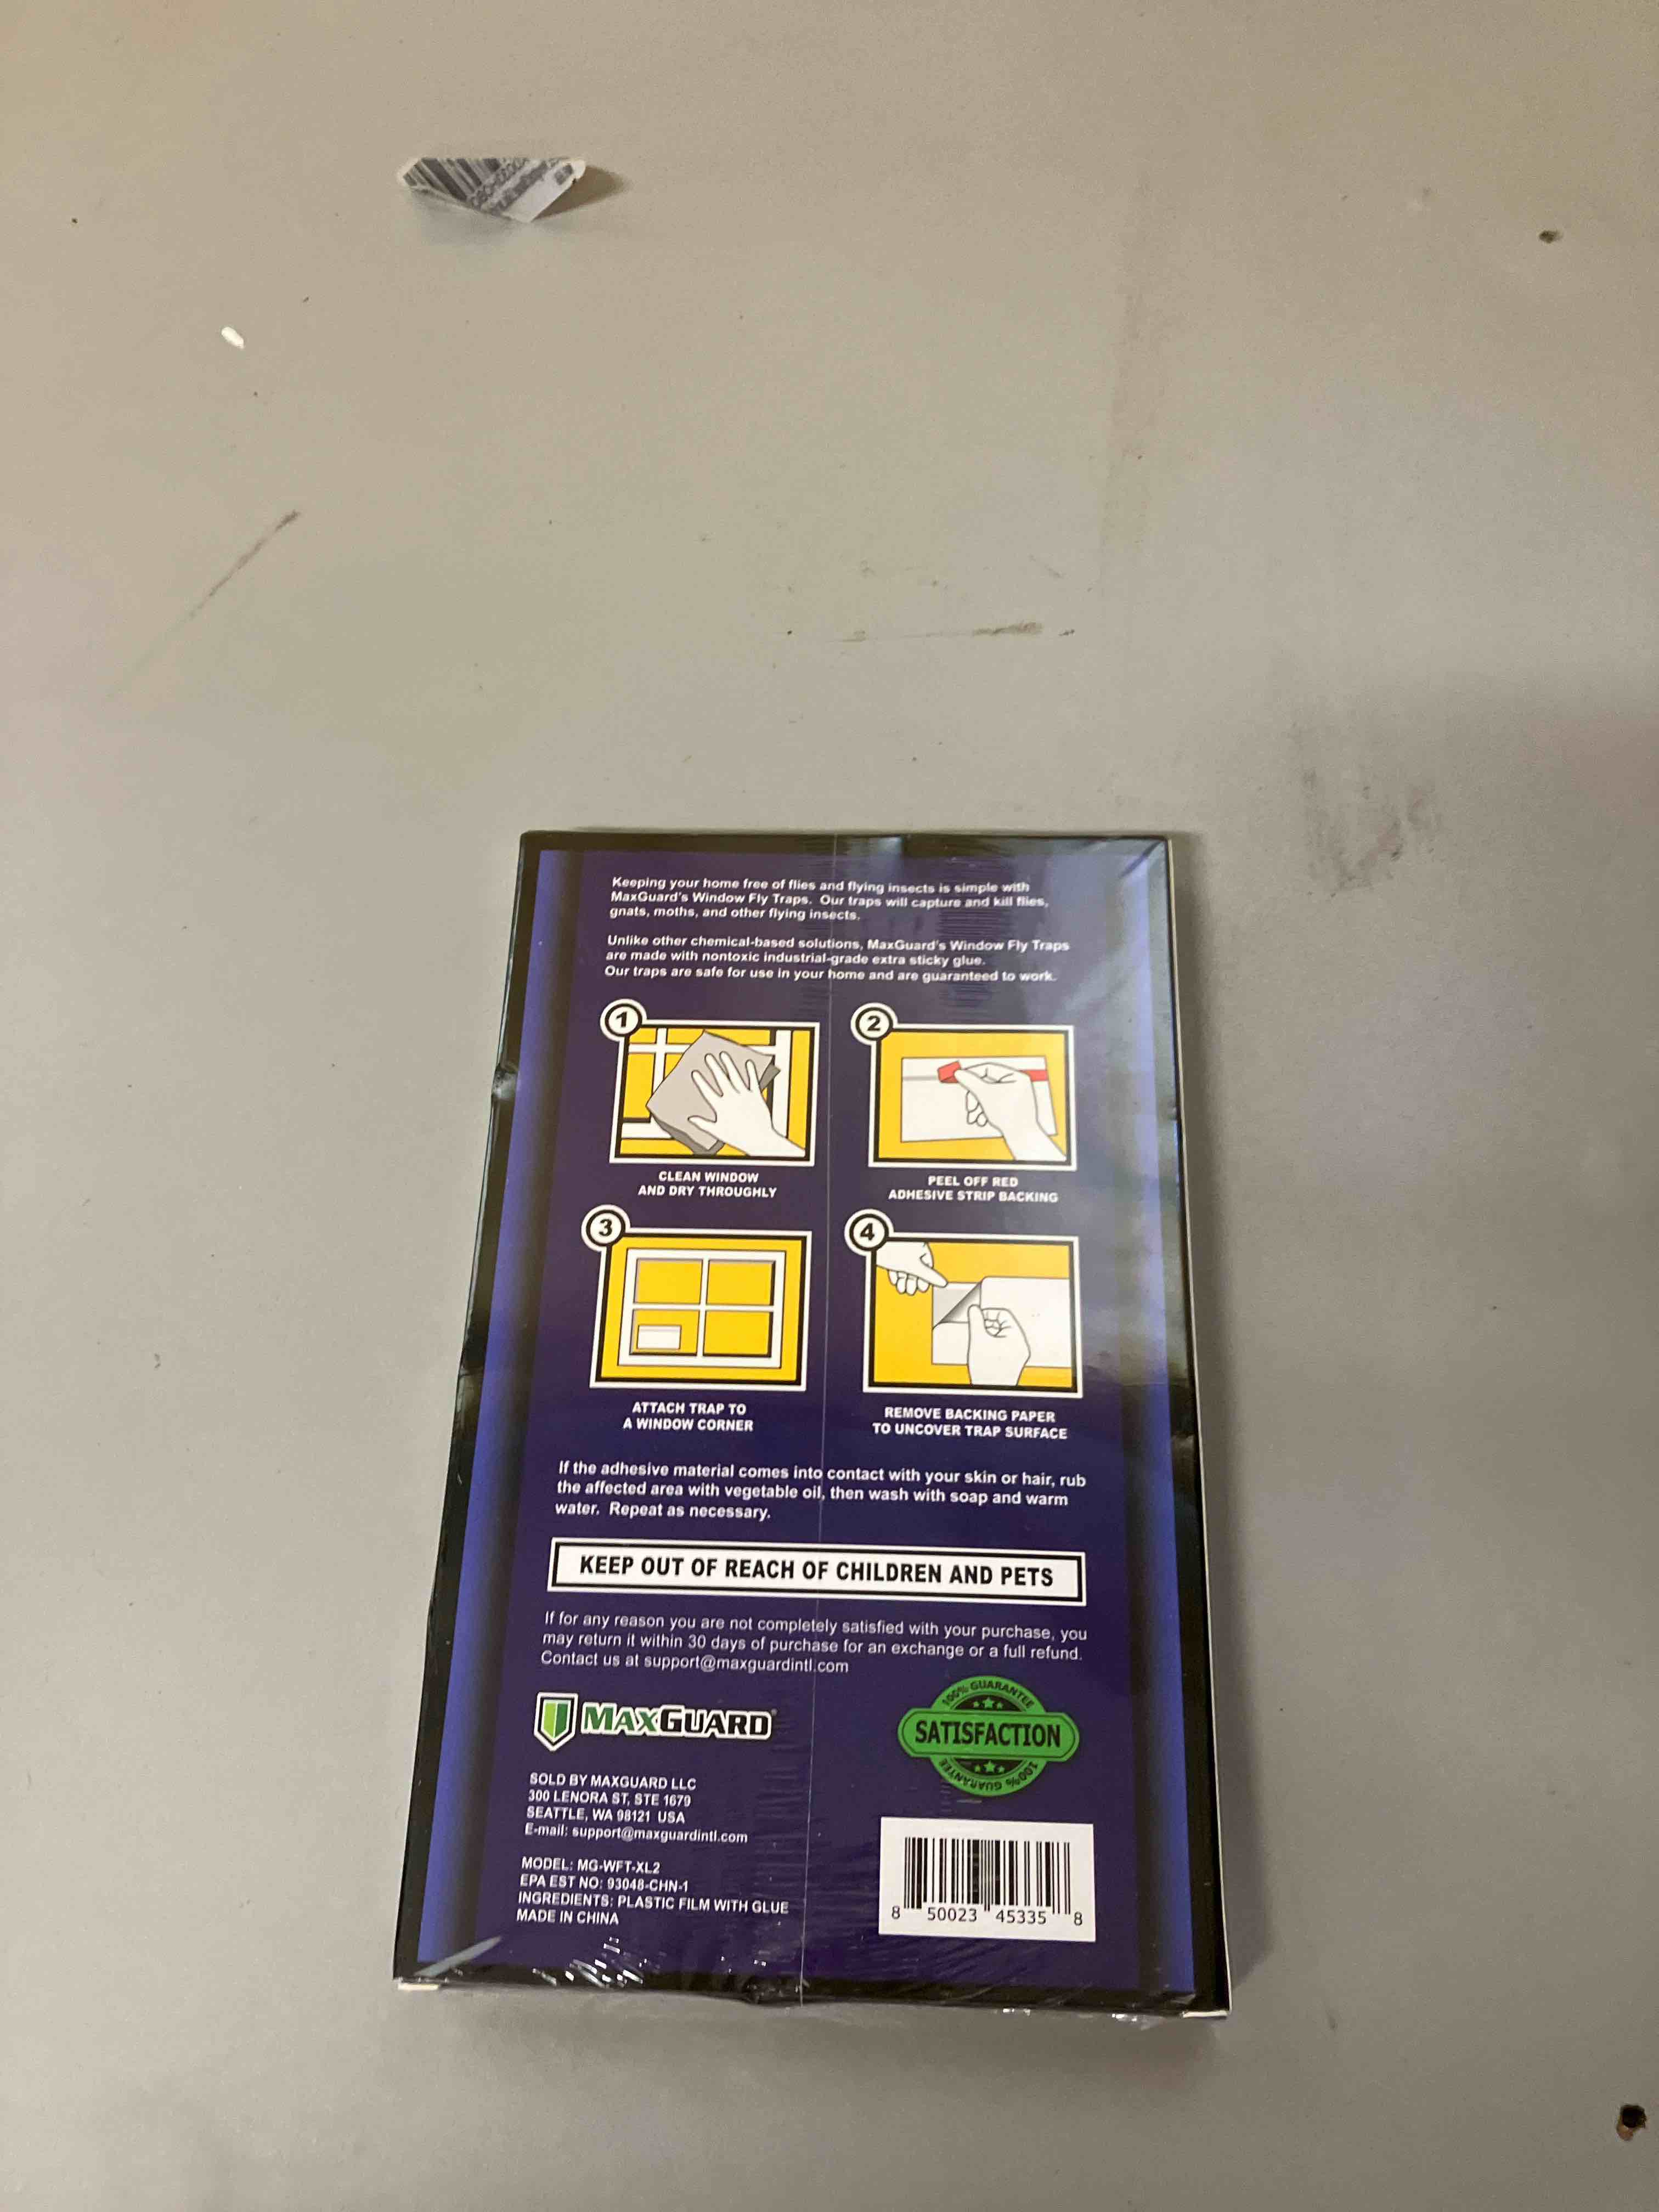 Keeping your home free of flies and flying insects is simple with
MaxGuard's Window Fly Traps. Our traps will capture and kill flies,
gnats, moths, and other flying insects.
Unlike other chemical-based solutions, MaxGuard's Window Fly Traps
are made with nontoxic industrial-grade extra sticky glue.
Our traps are safe for use in your home and are guaranteed to work.
1
CLEAN WINDOW
AND DRY THROUGHLY
2
PEEL OFF RED
ADHESIVE STRIP BACKING
3
ATTACH TRAP TO
A WINDOW CORNER
4
REMOVE BACKING PAPER
TO UNCOVER TRAP SURFACE
If the adhesive material comes into contact with your skin or hair, rub
the affected area with vegetable oil, then wash with soap and warm
water. Repeat as necessary.
KEEP OUT OF REACH OF CHILDREN AND PETS
If for any reason you are not completely satisfied with your purchase, you
may return it within 30 days of purchase for an exchange or a full refund.
Contact us at support@maxguardintl.com
MAXGUARD®
100% GUARANTEE
SATISFACTION
100% GUARANTEE
SOLD BY MAXGUARD LLC
300 LENORA ST, STE 1679
SEATTLE, WA 98121 USA
E-mail: support@maxguardintl.com
MODEL: MG-WFT-XL2
EPA EST NO: 93048-CHN-1
INGREDIENTS: PLASTIC FILM WITH GLUE
MADE IN CHINA
8 50023 45335 8